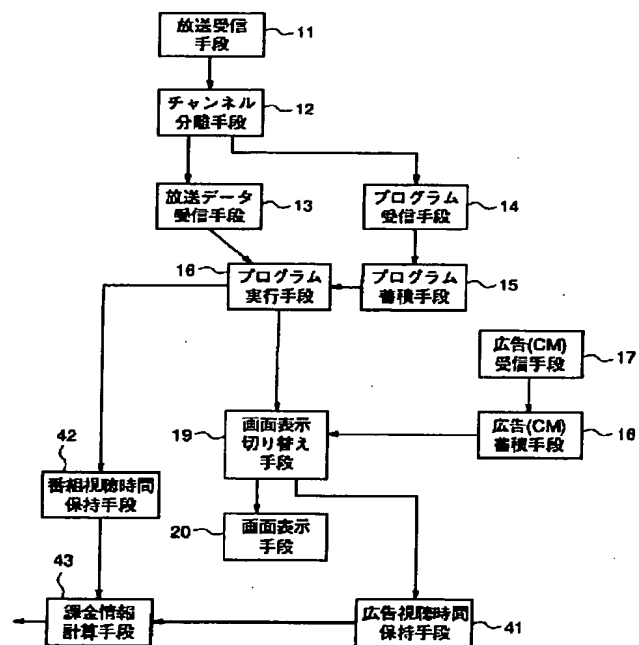 放送受信
手段
11
チャンネル
分離手段
12
放送データ
受信手段
13
プログラム
受信手段
14
16
プログラム
実行手段
プログラム
蓄積手段
15
広告(CM)
受信手段
17
19
画面表示
切り替え
手段
広告(CM)
蓄積手段
18
42
番組視聴時間
保持手段
20
画面表示
手段
43
課金情報
計算手段
広告視聴時間
保持手段
41